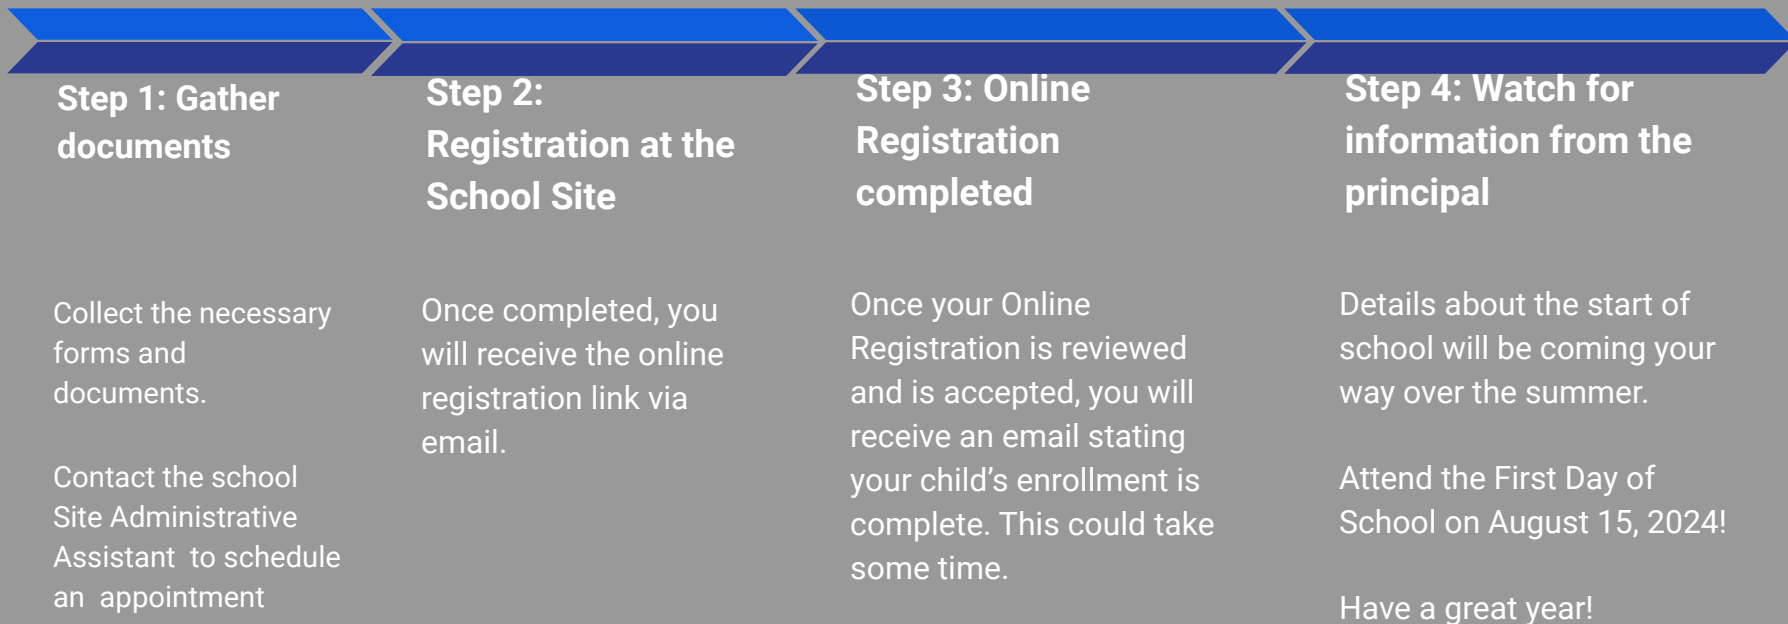 Step 1: Gather
documents
Collect the necessary
forms and
documents.
Contact the school
Site Administrative
Assistant  to schedule
an  appointment
Step 2:
Registration at the
School Site
Once completed, you
will receive the online
registration link via
email.
Step 3: Online
Registration
completed
Once your Online
Registration is reviewed
and is accepted, you will
receive an email stating
your child’s enrollment is
complete. This could take
some time.
Step 4: Watch for
information from the
principal
Details about the start of
school will be coming your
way over the summer.
Attend the First Day of
School on August 15, 2024!
Have a great year!